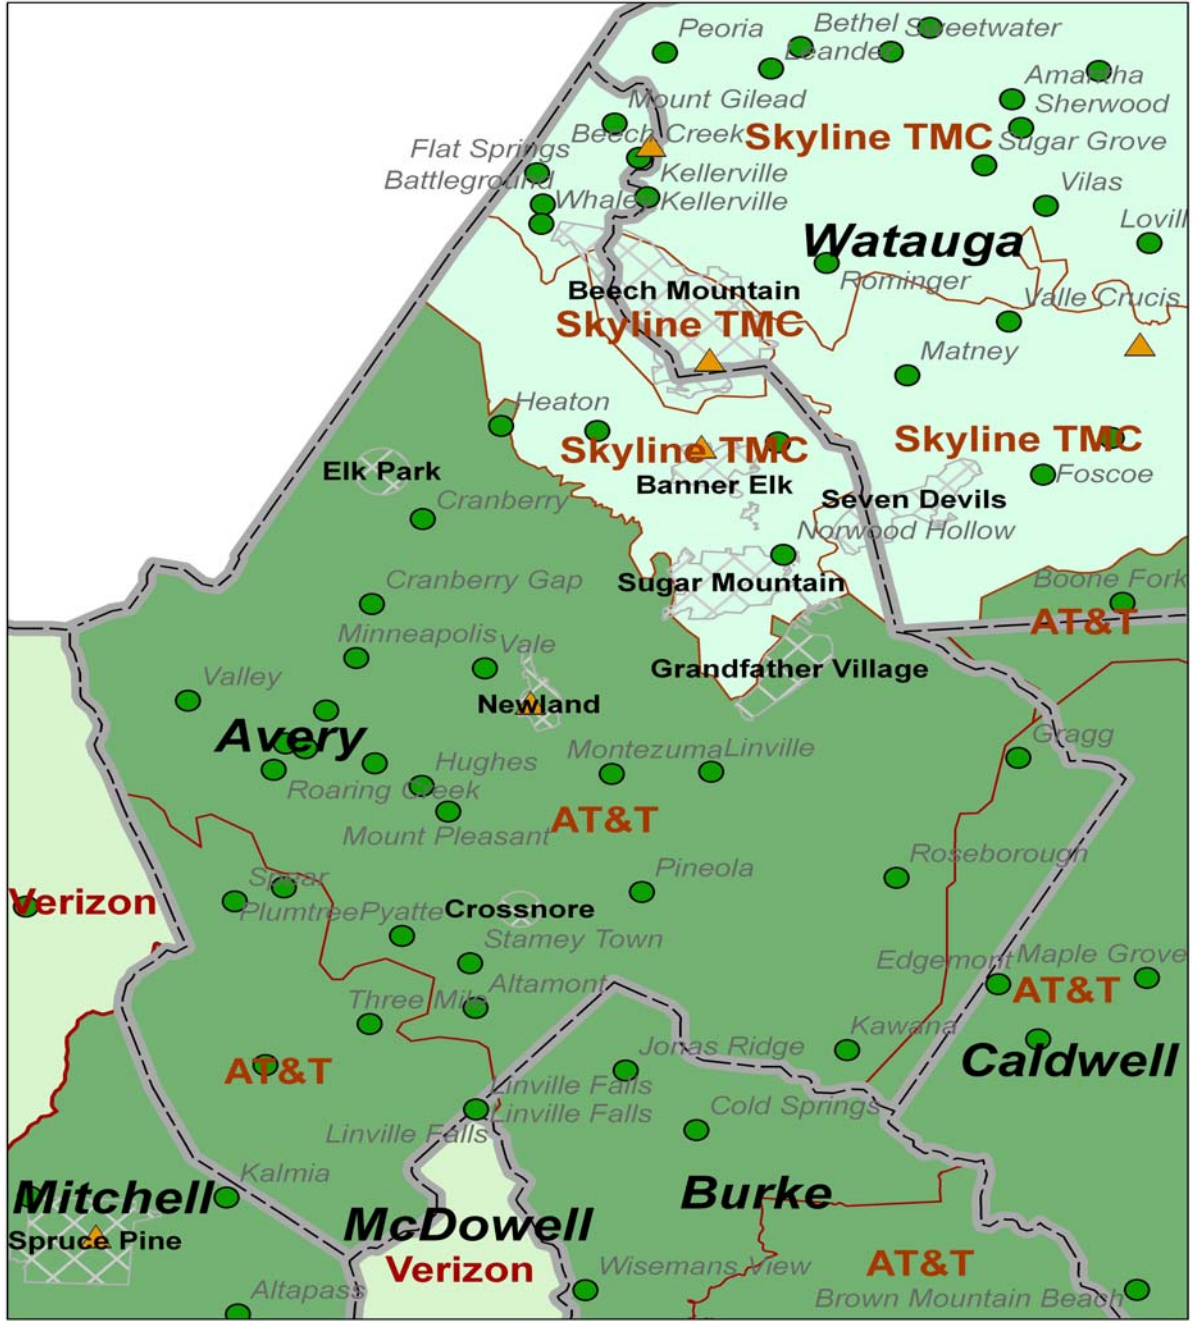 Peoria
Bethel
Sweetwater
Leander
Amantha
Mount Gilead
Sherwood
Beech Creek
Skyline TMC
Sugar Grove
Flat Springs
Kellerville
Battleground
Vilas
Whaley
Kellerville
Lovill
Watauga
Rominger
Beech Mountain
Valle Crucis
Skyline TMC
Matney
Heaton
Skyline TMC
Skyline TMC
Elk Park
Foscoe
Banner Elk
Cranberry
Seven Devils
Norwood Hollow
Cranberry Gap
Sugar Mountain
Boone Fork
AT&T
Minneapolis
Vale
Grandfather Village
Valley
Newland
Avery
Gragg
Montezuma
Linville
Hughes
Roaring Creek
AT&T
Mount Pleasant
Roseborough
Pineola
Spear
Verizon
Plumtree
Pyatte
Crossnore
Stamey Town
Edgemont
Maple Grove
Altamont
AT&T
Three Mile
Kawana
Jonas Ridge
Caldwell
AT&T
Linville Falls
Linville Falls
Cold Springs
Linville Falls
Kalmia
Mitchell
Burke
McDowell
Spruce Pine
Verizon
Wisemans View
AT&T
Altapass
Brown Mountain Beach